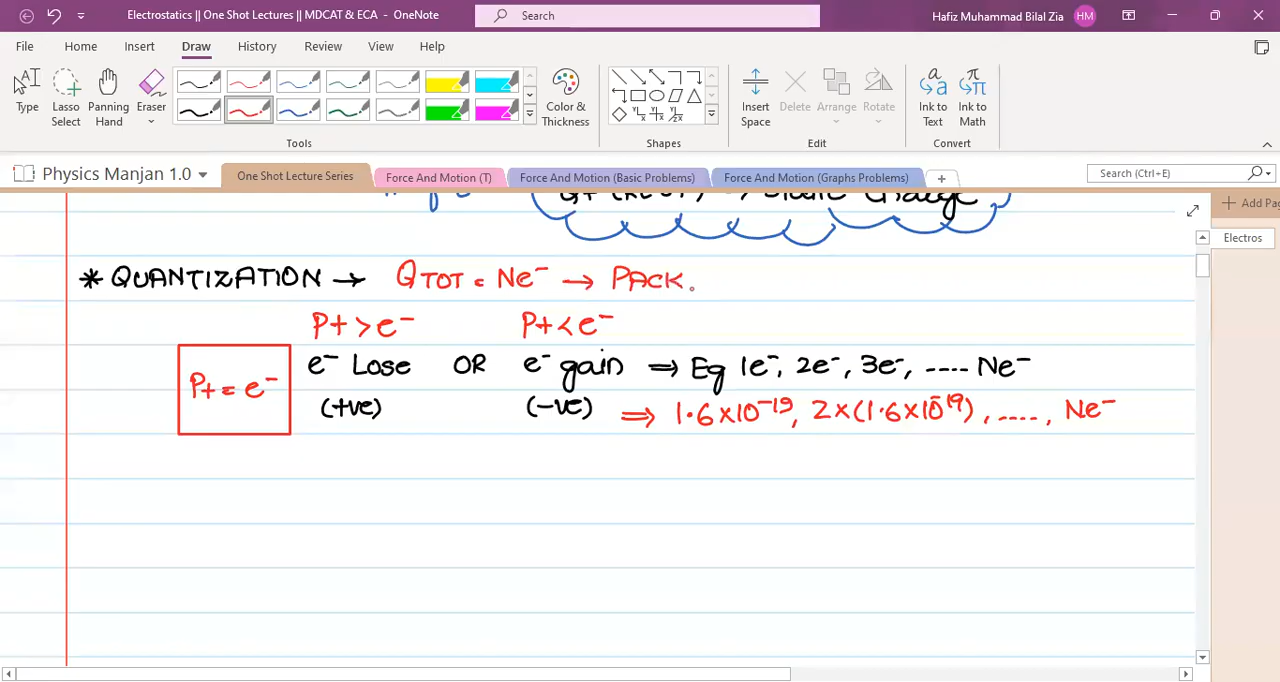 Electrostatics || One Shot Lectures || MDCAT & ECA - OneNote
Search
Hafiz Muhammad Bilal Zia HM
File Home Insert Draw History Review View Help
Type Lasso Select Panning Hand Eraser Color & Thickness Insert Space Delete Arrange Rotate Ink to Text Ink to Math
Tools Shapes Edit Convert
Physics Manjan 1.0 One Shot Lecture Series Force And Motion (T) Force And Motion (Basic Problems) Force And Motion (Graphs Problems) + Search (Ctrl+E)
+ Add Pag
Electros
* QUANTIZATION → QTOT = Ne⁻ → PACK.
P+ > e⁻ P+ < e⁻
P+ = e⁻
e⁻ Lose OR e⁻ gain ⇒ Eg 1e⁻, 2e⁻, 3e⁻, .... Ne⁻
(+ve) (-ve) ⇒ 1.6×10⁻¹⁹, 2×(1.6×10⁻¹⁹), ...., Ne⁻